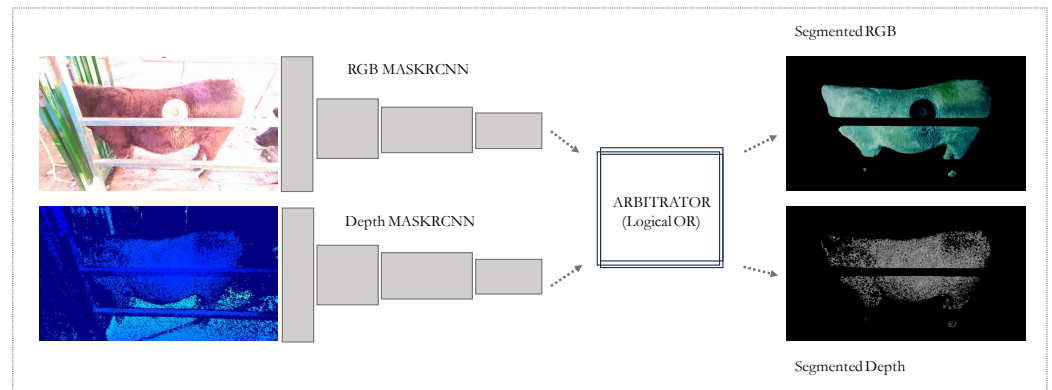 Segmented RGB
RGB MASKRCNN
ARBITRATOR
(Logical OR)
Depth MASKRCNN
Segmented Depth